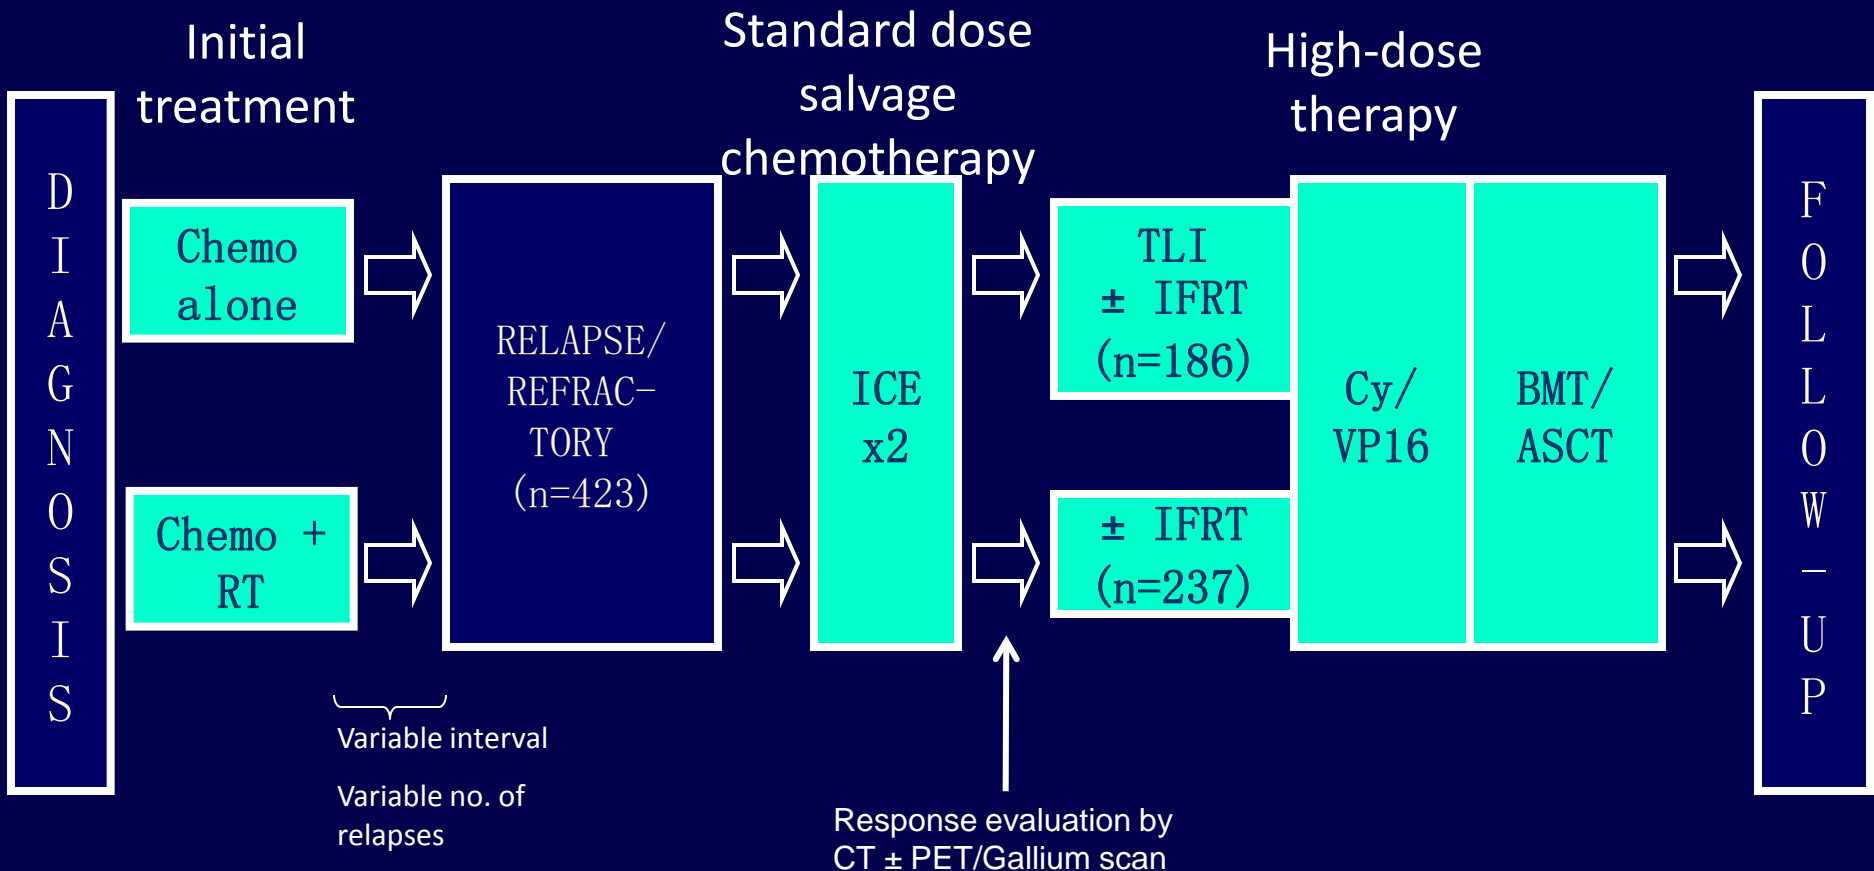 Initial
treatment
Standard dose
salvage
chemotherapy
High-dose
therapy
D
I
A
G
N
O
S
I
S
Chemo
alone
Chemo +
RT
RELAPSE/
REFRAC-
TORY
(n=423)
ICE
x2
TLI
± IFRT
(n=186)
± IFRT
(n=237)
Cy/
VP16
BMT/
ASCT
F
O
L
L
O
W
-
U
P
Variable interval
Variable no. of
relapses
Response evaluation by
CT ± PET/Gallium scan